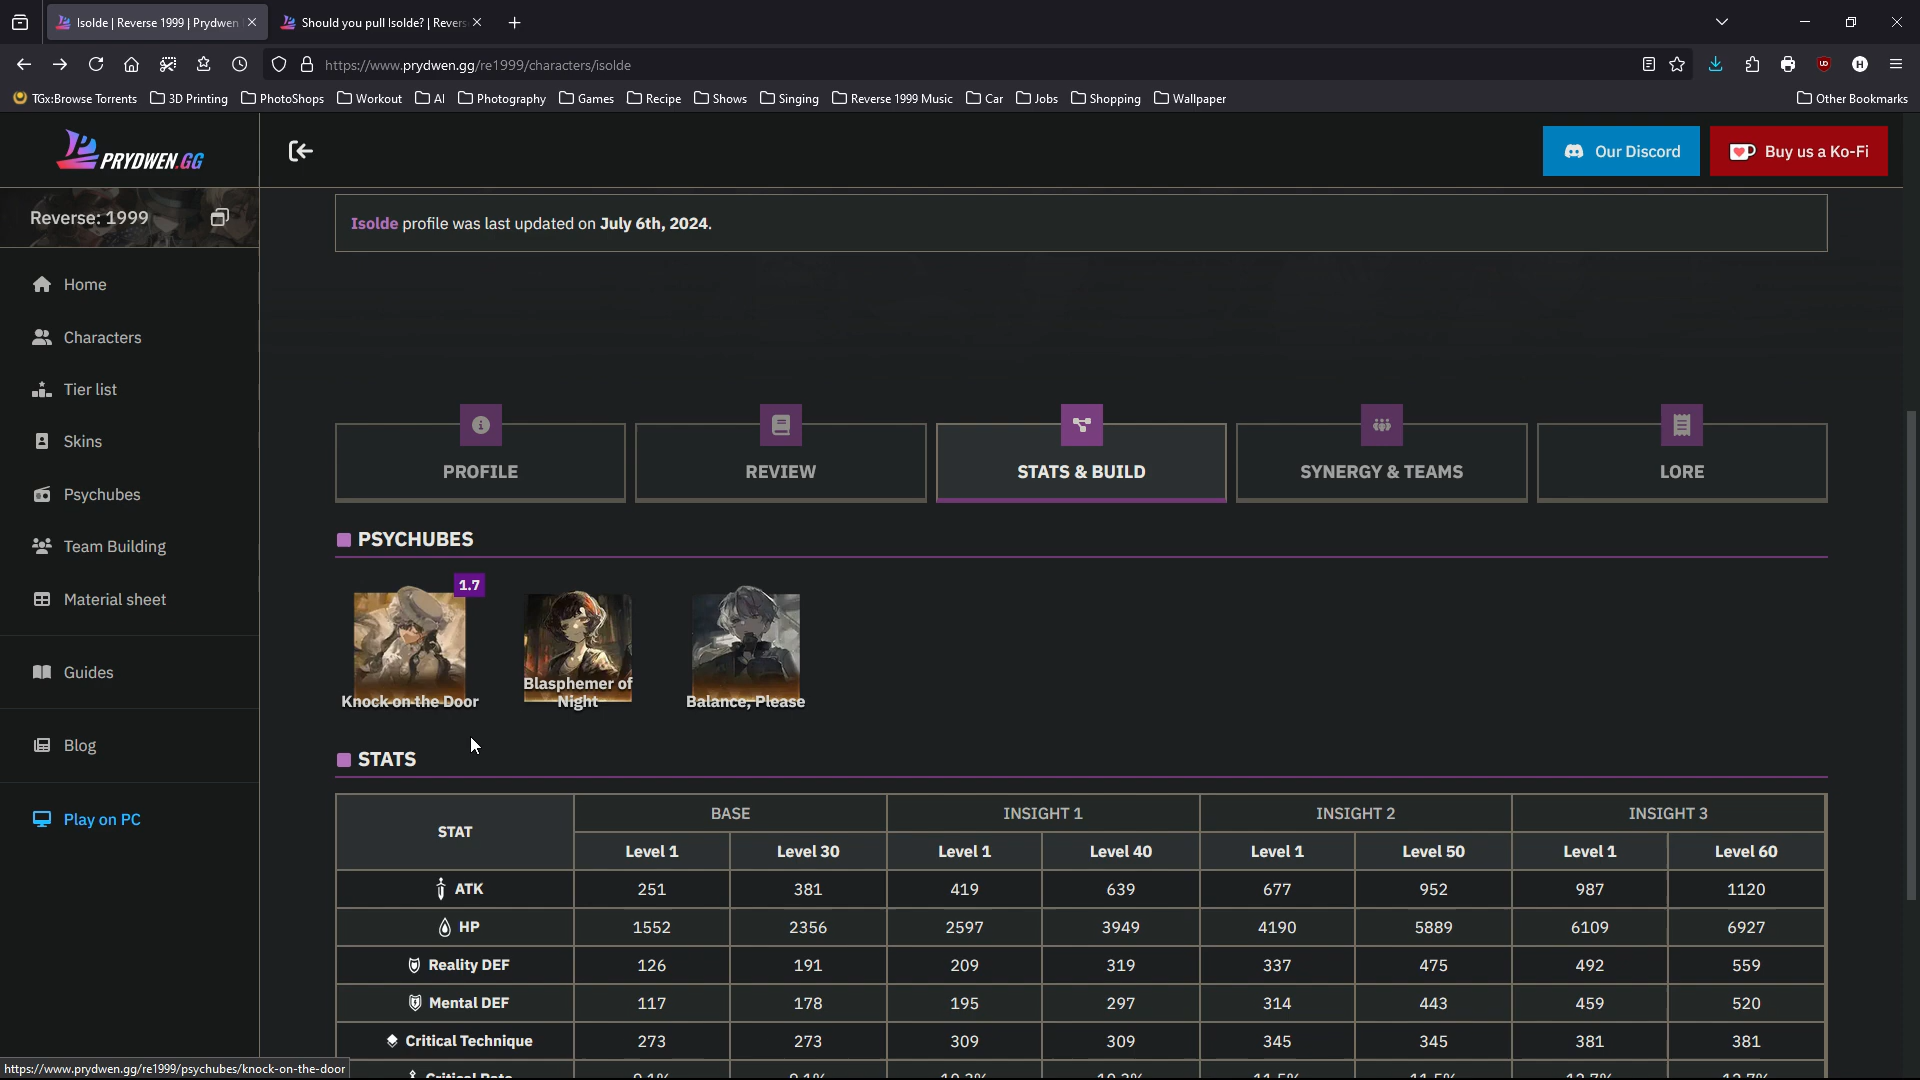 Isolde | Reverse 1999 | Prydwen
Should you pull Isolde? | Revers
https://www.prydwen.gg/re1999/characters/isolde
TGx:Browse Torrents
3D Printing
PhotoShops
Workout
AI
Photography
Games
Recipe
Shows
Singing
Reverse 1999 Music
Car
Jobs
Shopping
Wallpaper
Other Bookmarks
PRYDWEN.GG
Our Discord
Buy us a Ko-Fi
Reverse: 1999
Home
Characters
Tier list
Skins
Psychubes
Team Building
Material sheet
Guides
Blog
Play on PC
Isolde profile was last updated on July 6th, 2024.
PROFILE
REVIEW
STATS & BUILD
SYNERGY & TEAMS
LORE
PSYCHUBES
1.7
Knock on the Door
Blasphemer of
Night
Balance, Please
STATS
STAT BASE INSIGHT 1 INSIGHT 2 INSIGHT 3
Level 1 Level 30 Level 1 Level 40 Level 1 Level 50 Level 1 Level 60
ATK 251 381 419 639 677 952 987 1120
HP 1552 2356 2597 3949 4190 5889 6109 6927
Reality DEF 126 191 209 319 337 475 492 559
Mental DEF 117 178 195 297 314 443 459 520
Critical Technique 273 273 309 309 345 345 381 381
https://www.prydwen.gg/re1999/psychubes/knock-on-the-door